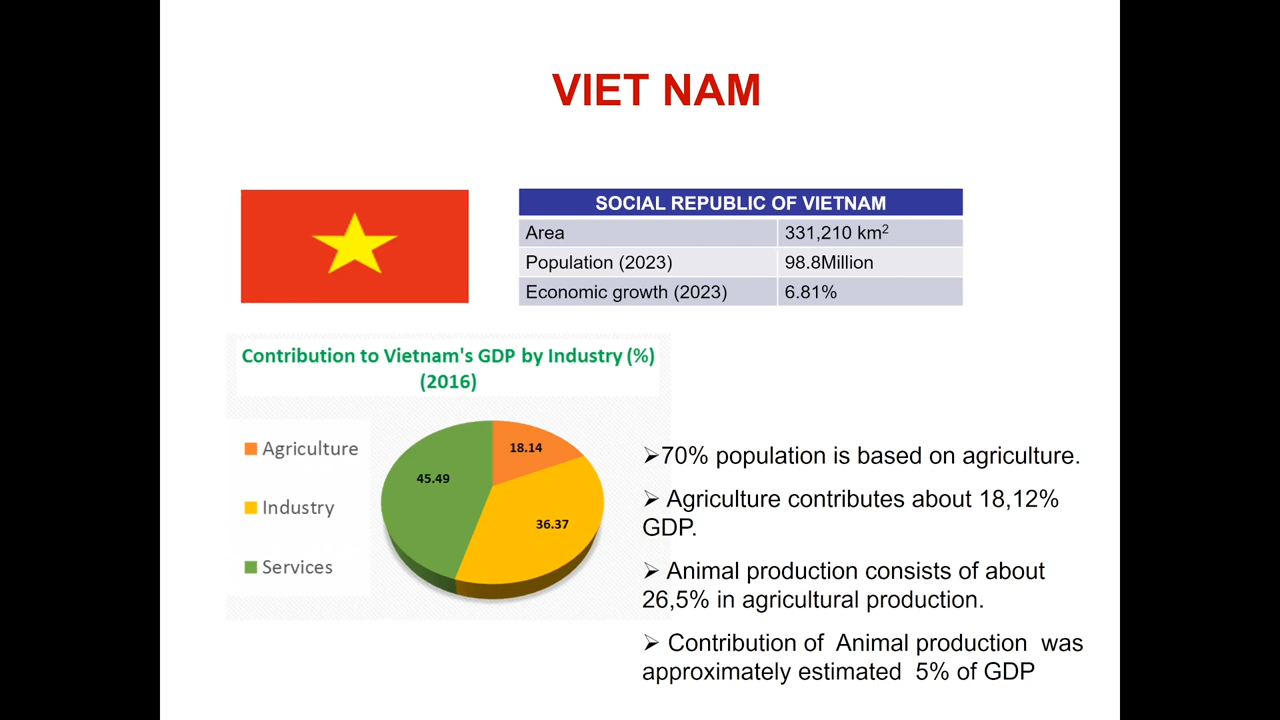 VIET NAM
SOCIAL REPUBLIC OF VIETNAM
Area 331,210 km²
Population (2023) 98.8Million
Economic growth (2023) 6.81%
Contribution to Vietnam's GDP by Industry (%)
(2016)
Agriculture
Industry
Services
18.14
45.49
36.37
➢70% population is based on agriculture.
➢ Agriculture contributes about 18,12%
GDP.
➢ Animal production consists of about
26,5% in agricultural production.
➢ Contribution of Animal production was
approximately estimated 5% of GDP